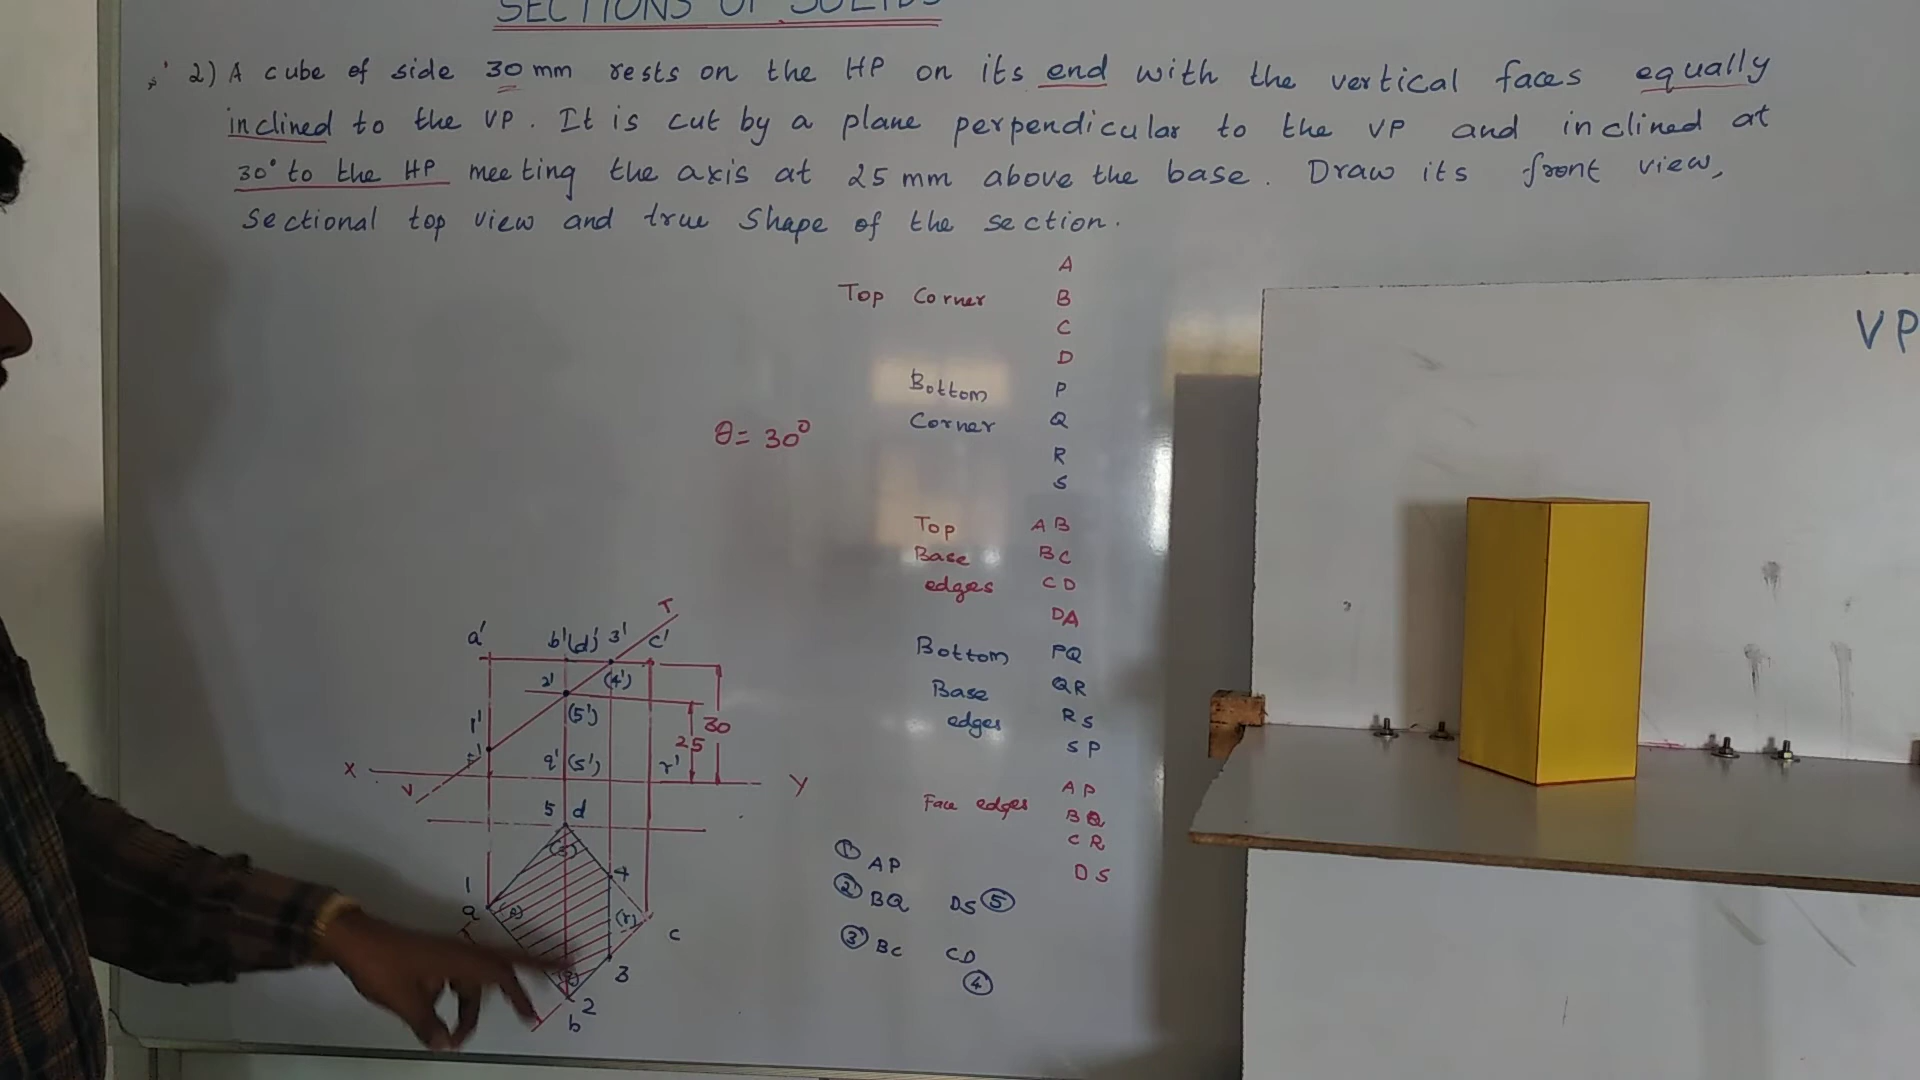 SECTIONS OF SOLIDS
2) A cube of side 30 mm rests on the HP on its end with the vertical faces equally
inclined to the VP. It is cut by a plane perpendicular to the VP and inclined at
30° to the HP meeting the axis at 25 mm above the base. Draw its front view,
Sectional top view and true Shape of the section.
A
Top Corner B
C
D
Bottom P
Corner Q
R
S
θ= 30°
Top AB
Base BC
edges CD
DA
Bottom PQ
Base QR
edges RS
SP
Face edges AP
BQ
CR
DS
① AP
② BQ DS ⑤
③ BC CD
④
T
a' b'(d') 3' c'
2' (4')
1' (5') 30
25
q' (s') r'
X Y
V
5 d
(s)
1 4
a (p) (r)
c
3
(q)
2
b
VP